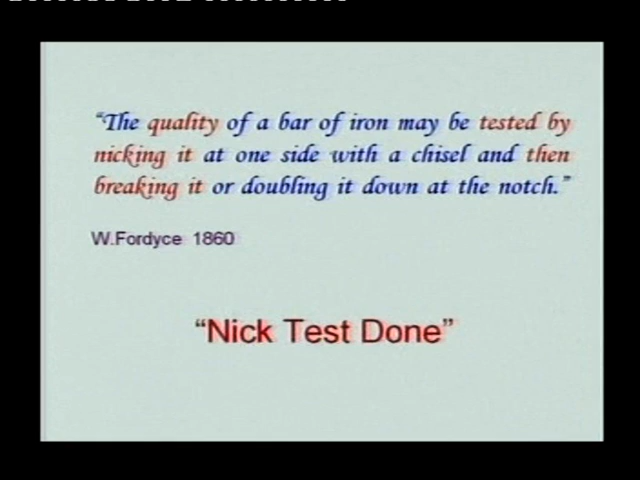 “The quality of a bar of iron may be tested by
nicking it at one side with a chisel and then
breaking it or doubling it down at the notch.”
W.Fordyce 1860
“Nick Test Done”